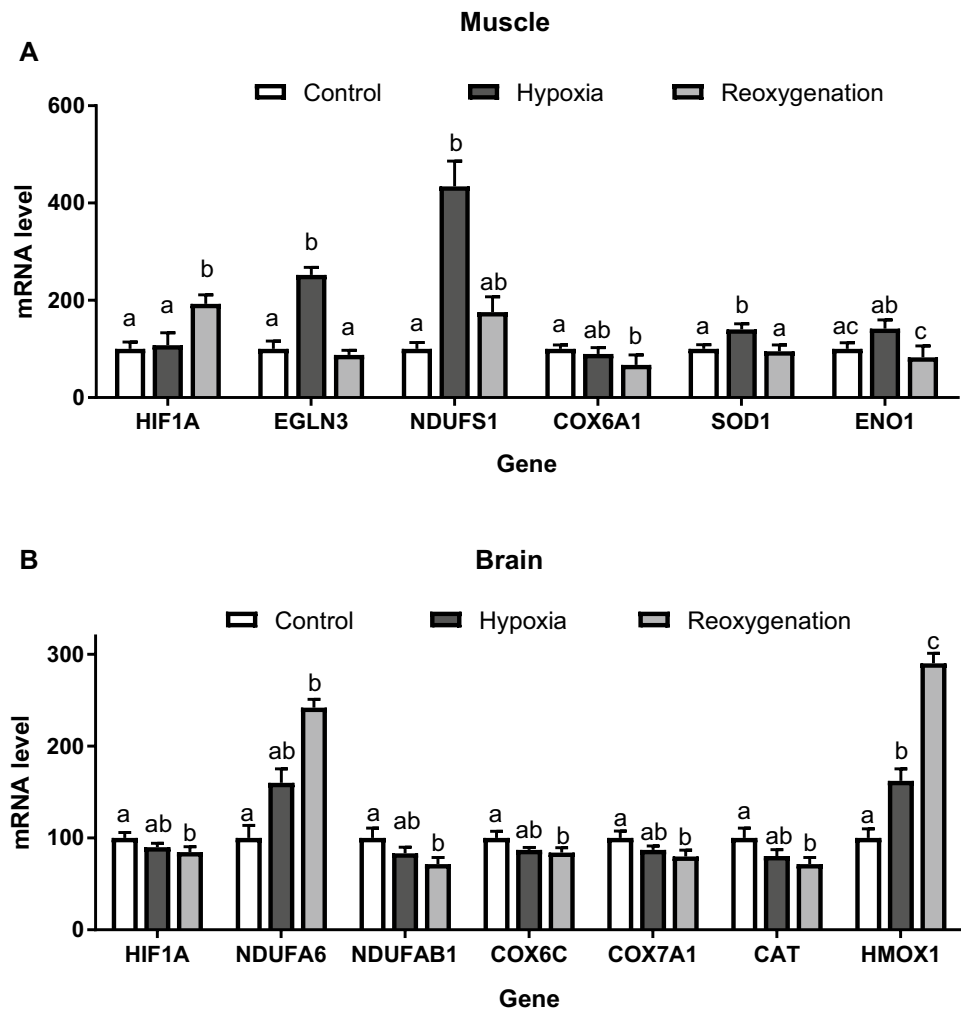 Muscle
A
Control Hypoxia Reoxygenation
600
400
200
0
mRNA level
a a b
a b a
a b ab
a ab b
a b a
ac ab c
HIF1A EGLN3 NDUFS1 COX6A1 SOD1 ENO1
Gene
B Brain
Control Hypoxia Reoxygenation
300
200
100
0
mRNA level
a ab b
a ab b
a ab b
a ab b
a ab b
a ab b
a b c
HIF1A NDUFA6 NDUFAB1 COX6C COX7A1 CAT HMOX1
Gene